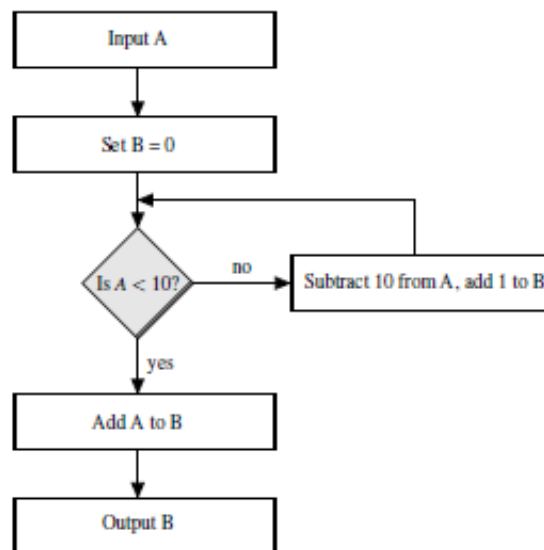 Input A
Set B = 0
Is A < 10?
no
Subtract 10 from A, add 1 to B
yes
Add A to B
Output B